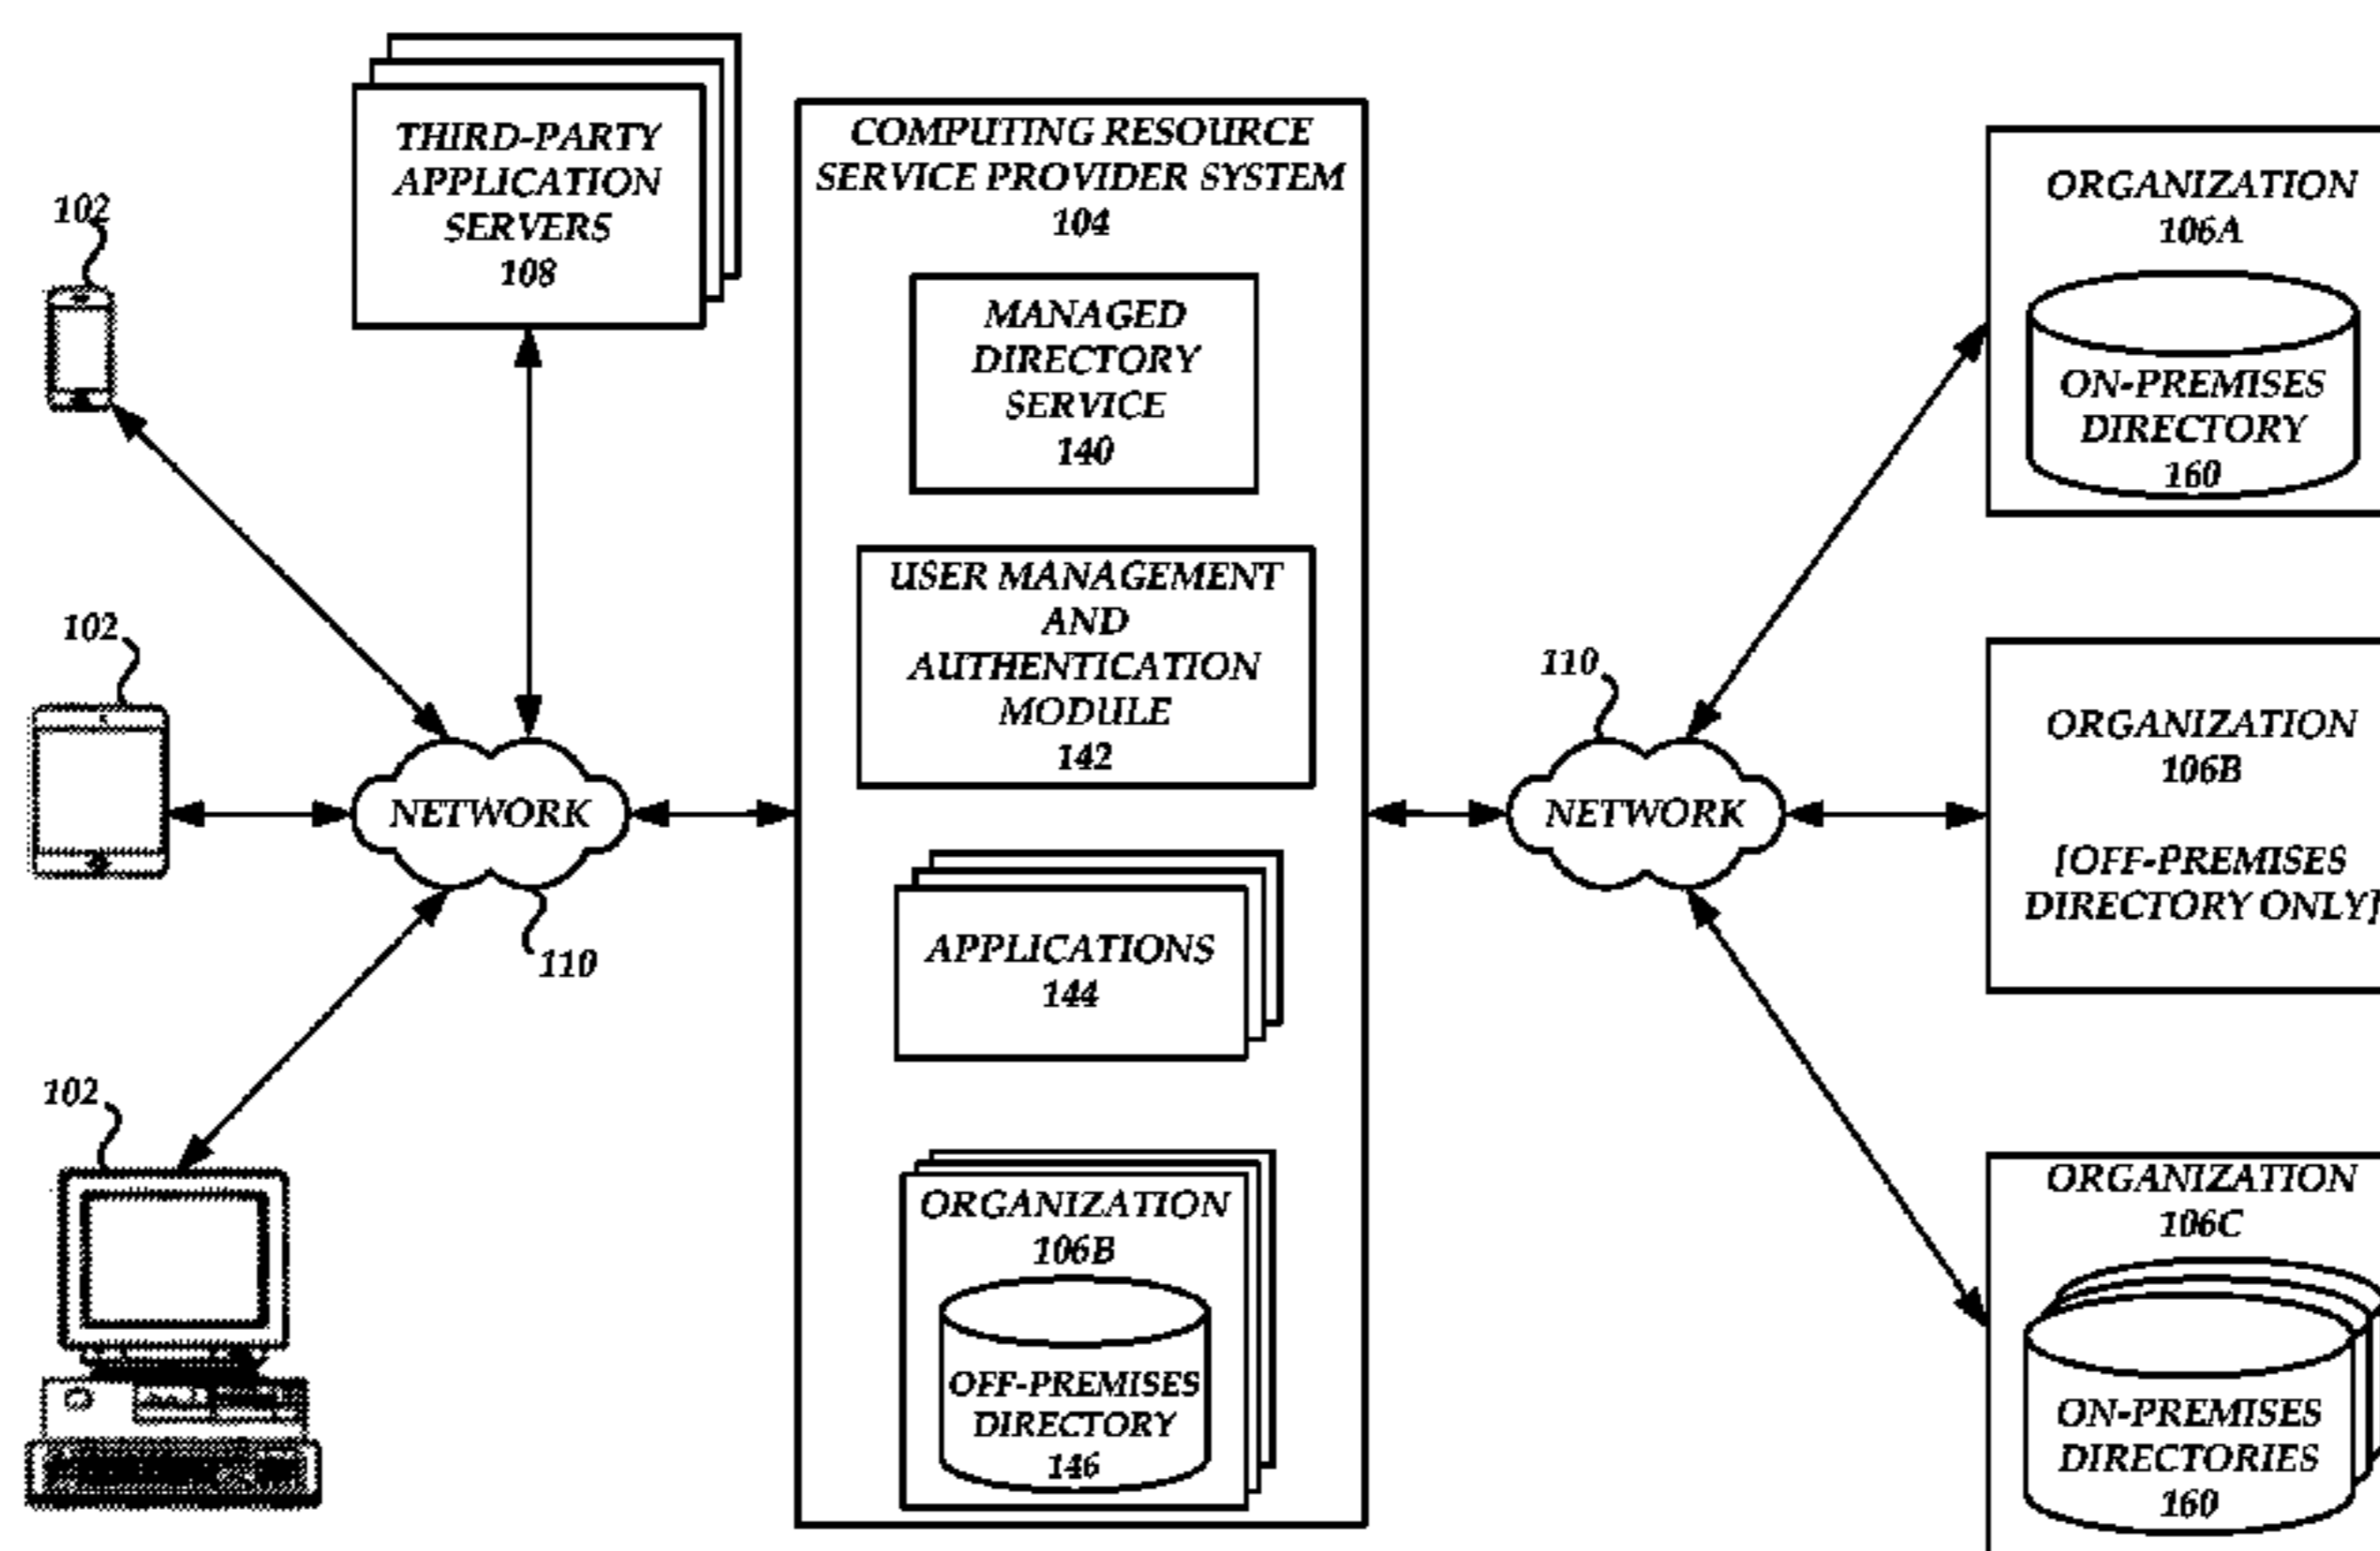 102
THIRD-PARTY
APPLICATION
SERVERS
108
102
102
NETWORK
110
COMPUTING RESOURCE
SERVICE PROVIDER SYSTEM
104
MANAGED
DIRECTORY
SERVICE
140
USER MANAGEMENT
AND
AUTHENTICATION
MODULE
142
APPLICATIONS
144
ORGANIZATION
106B
OFF-PREMISES
DIRECTORY
146
110
NETWORK
ORGANIZATION
106A
ON-PREMISES
DIRECTORY
160
ORGANIZATION
106B
[OFF-PREMISES
DIRECTORY ONLY]
ORGANIZATION
106C
ON-PREMISES
DIRECTORIES
160